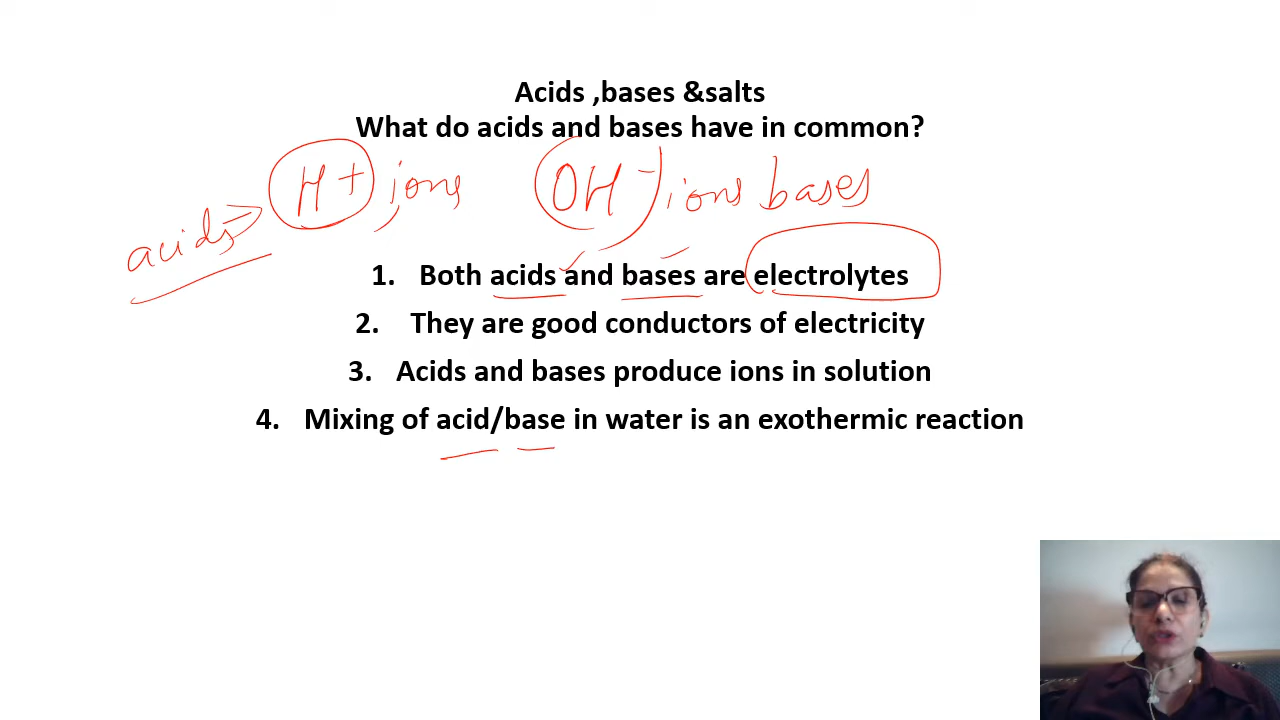 Acids ,bases &salts
What do acids and bases have in common?
acids => H+ ions OH- ions bases
1. Both acids and bases are electrolytes
2. They are good conductors of electricity
3. Acids and bases produce ions in solution
4. Mixing of acid/base in water is an exothermic reaction